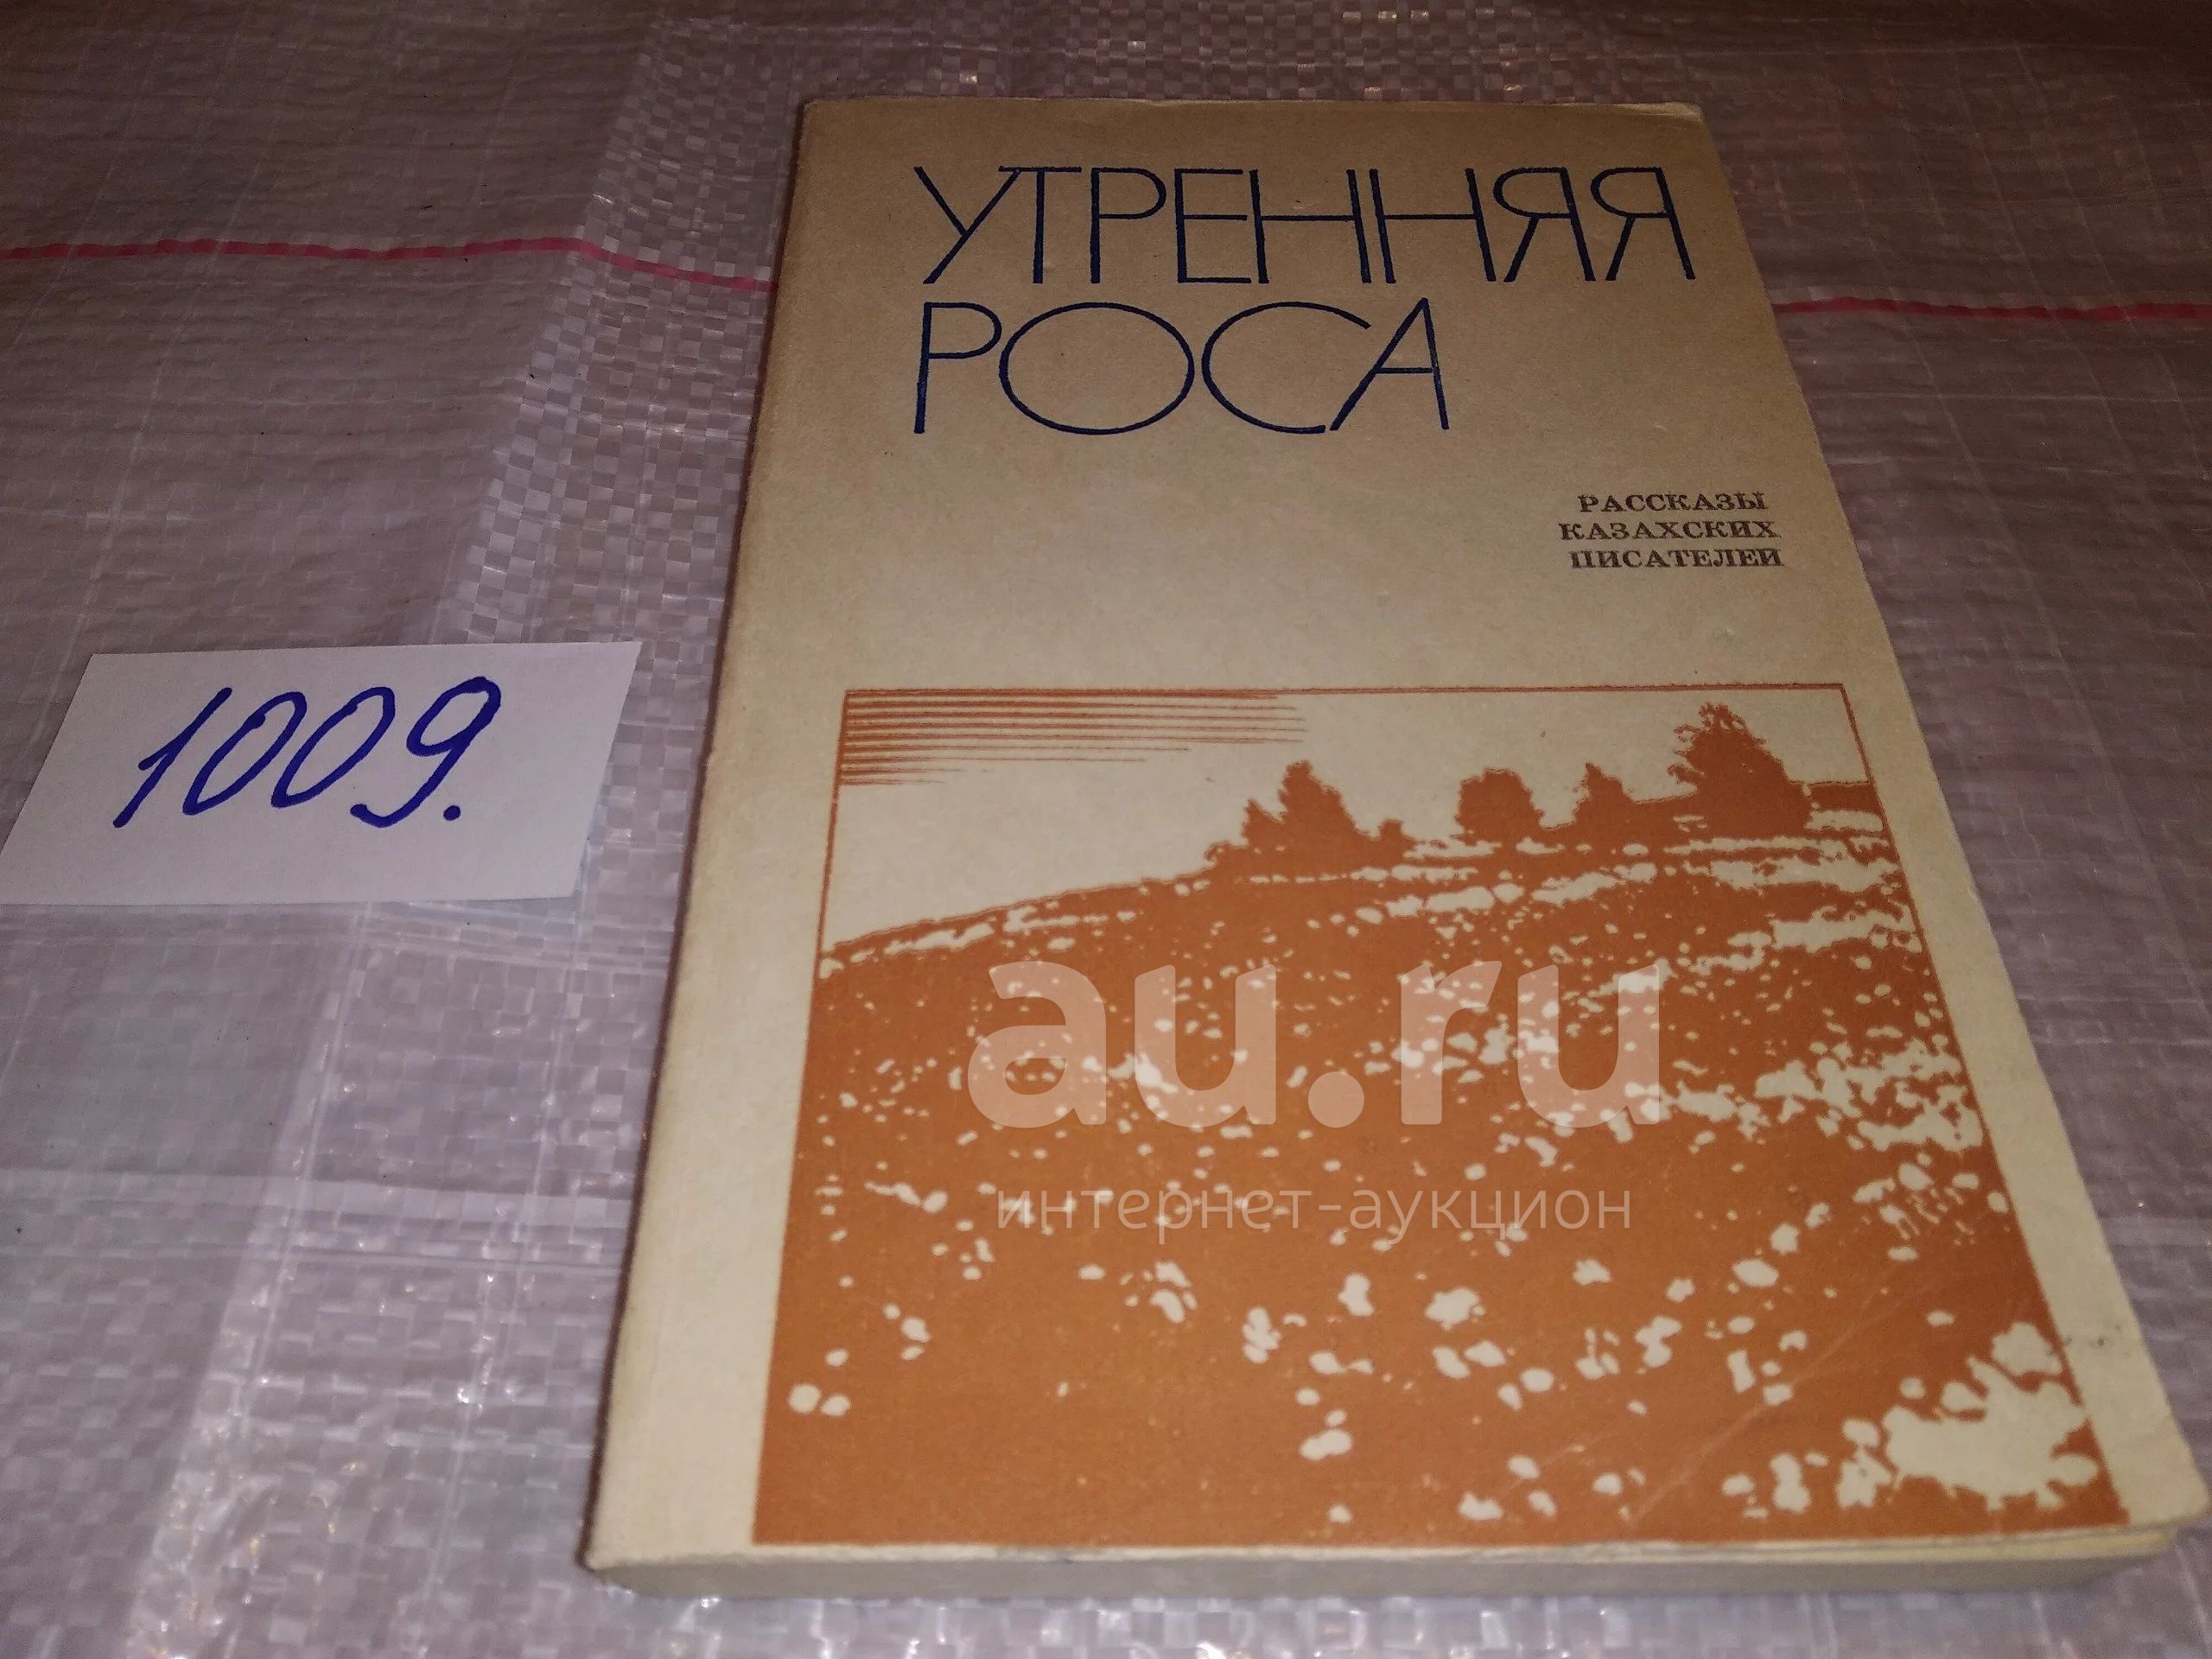 УТРЕННЯЯ
РОСА
РАССКАЗЫ
КАЗАХСКИХ
ПИСАТЕЛЕЙ
1009.
au.ru
интернет-аукцион